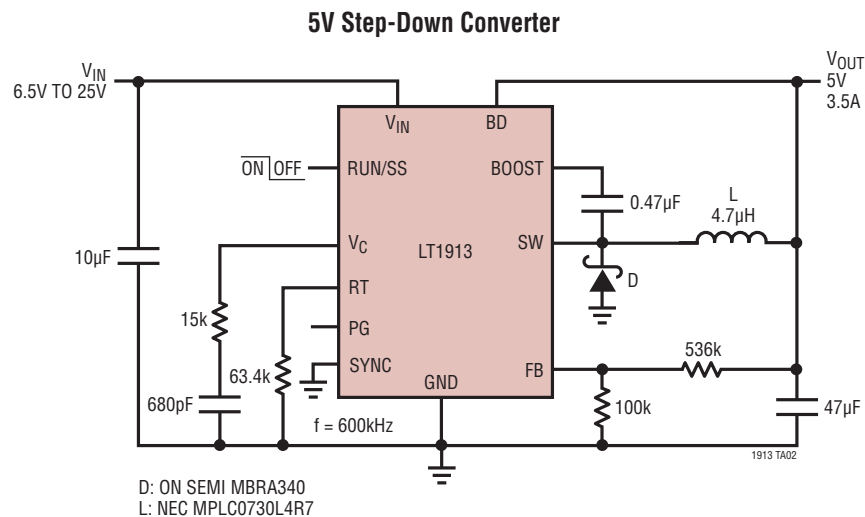 5V Step-Down Converter
VIN
6.5V TO 25V
VOUT
5V
3.5A
VIN
BD
ON OFF
RUN/SS
BOOST
0.47µF
L
4.7µH
VC
LT1913
SW
10µF
RT
D
15k
PG
536k
SYNC
FB
63.4k
GND
680pF
100k
47µF
f = 600kHz
1913 TA02
D: ON SEMI MBRA340
L: NEC MPLC0730L4R7